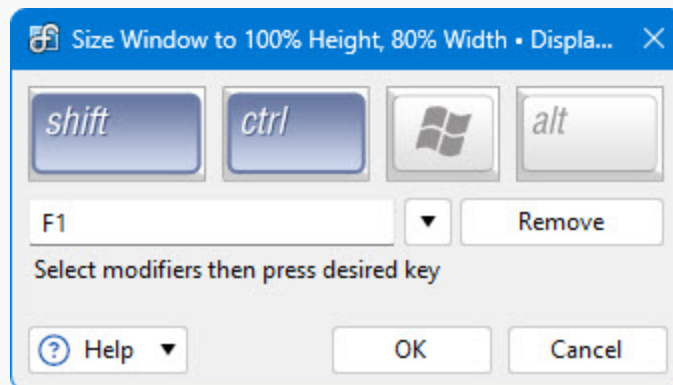 Size Window to 100% Height, 80% Width • Displa...
shift ctrl alt
F1 Remove
Select modifiers then press desired key
? Help OK Cancel